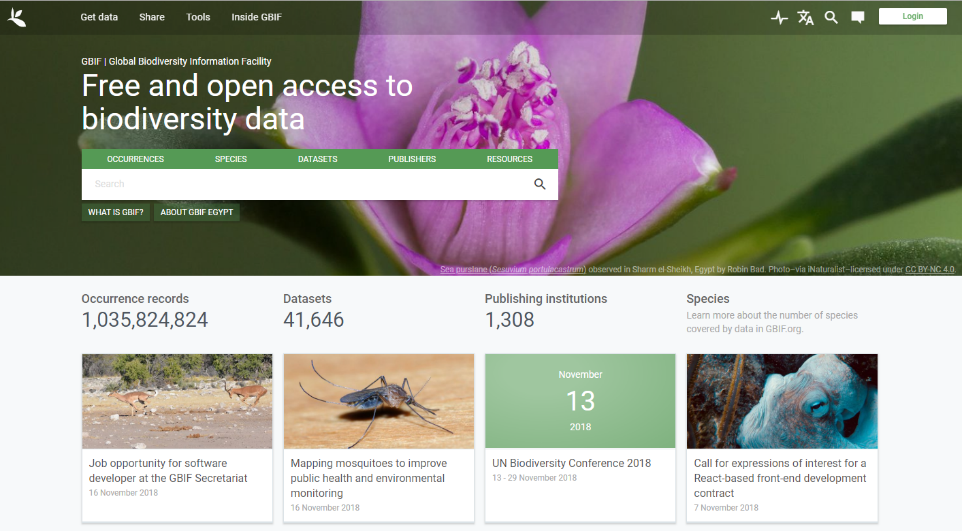 Get data Share Tools Inside GBIF Login
GBIF | Global Biodiversity Information Facility
Free and open access to
biodiversity data
OCCURRENCES SPECIES DATASETS PUBLISHERS RESOURCES
Search
WHAT IS GBIF? ABOUT GBIF EGYPT
Sea purslane (Sesuvium portulacastrum) observed in Sharm el-Sheikh, Egypt by Robin Bad. Photo–via iNaturalist–licensed under CC BY-NC 4.0.
Occurrence records
1,035,824,824
Datasets
41,646
Publishing institutions
1,308
Species
Learn more about the number of species
covered by data in GBIF.org.
Job opportunity for software
developer at the GBIF Secretariat
16 November 2018
Mapping mosquitoes to improve
public health and environmental
monitoring
16 November 2018
November
13
2018
UN Biodiversity Conference 2018
13 - 29 November 2018
Call for expressions of interest for a
React-based front-end development
contract
7 November 2018